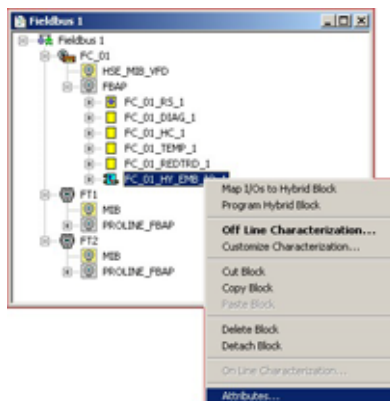 Fieldbus 1
Fieldbus 1
FC_01
HSE_MIB_VFD
FBAP
FC_01_RS_1
FC_01_DIAG_1
FC_01_HC_1
FC_01_TEMP_1
FC_01_REDTRD_1
FC_01_HY_EMB
FT1
MIB
PROLINE_FBAP
FT2
MIB
PROLINE_FBAP
Map I/Os to Hybrid Block
Program Hybrid Block
Off Line Characterization...
Customize Characterization...
Cut Block
Copy Block
Paste Block
Delete Block
Detach Block
On Line Characterization...
Attributes...